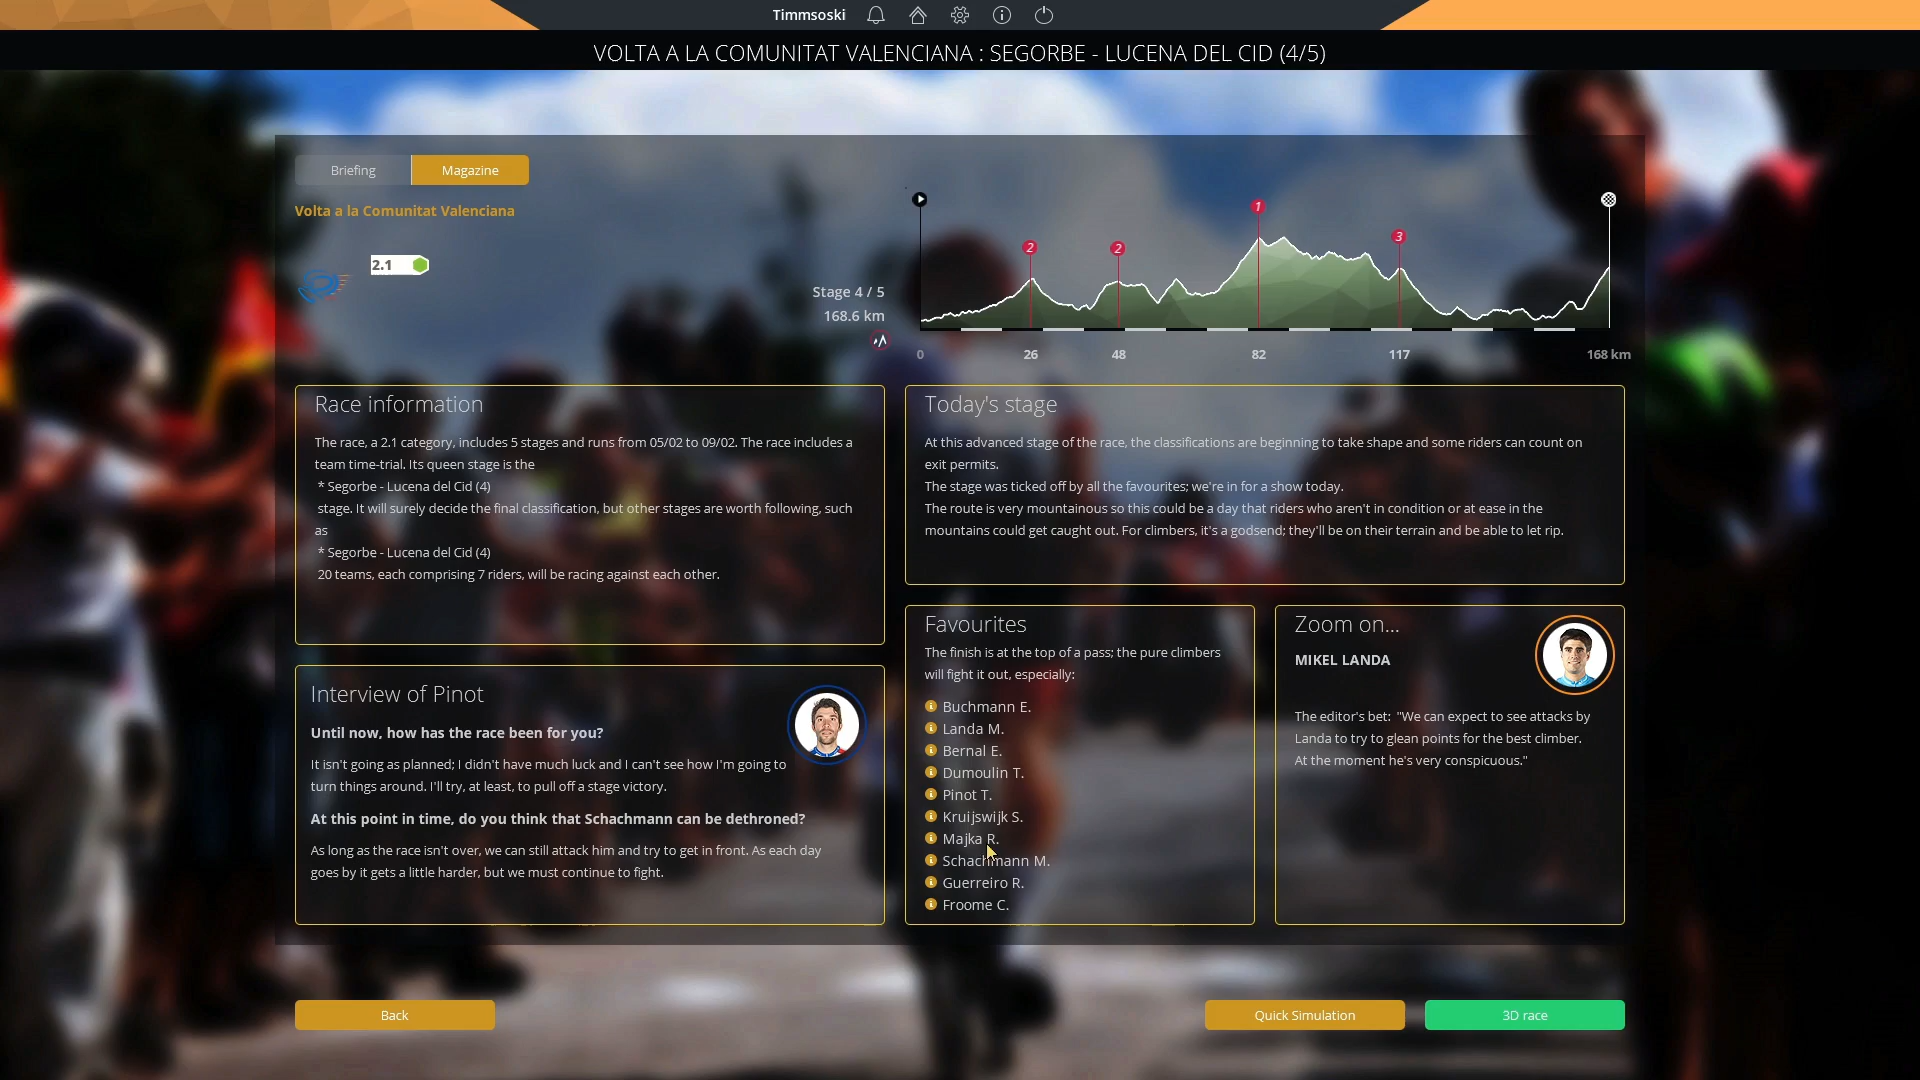 Timmsoski
VOLTA A LA COMUNITAT VALENCIANA : SEGORBE - LUCENA DEL CID (4/5)
Briefing
Magazine
Volta a la Comunitat Valenciana
2.1
Stage 4 / 5
168.6 km
2
2
1
3
0
26
48
82
117
168 km
Race information
The race, a 2.1 category, includes 5 stages and runs from 05/02 to 09/02. The race includes a
team time-trial. Its queen stage is the
* Segorbe - Lucena del Cid (4)
stage. It will surely decide the final classification, but other stages are worth following, such
as
* Segorbe - Lucena del Cid (4)
20 teams, each comprising 7 riders, will be racing against each other.
Today's stage
At this advanced stage of the race, the classifications are beginning to take shape and some riders can count on
exit permits.
The stage was ticked off by all the favourites; we're in for a show today.
The route is very mountainous so this could be a day that riders who aren't in condition or at ease in the
mountains could get caught out. For climbers, it's a godsend; they'll be on their terrain and be able to let rip.
Interview of Pinot
Until now, how has the race been for you?
It isn't going as planned; I didn't have much luck and I can't see how I'm going to
turn things around. I'll try, at least, to pull off a stage victory.
At this point in time, do you think that Schachmann can be dethroned?
As long as the race isn't over, we can still attack him and try to get in front. As each day
goes by it gets a little harder, but we must continue to fight.
Favourites
The finish is at the top of a pass; the pure climbers
will fight it out, especially:
Buchmann E.
Landa M.
Bernal E.
Dumoulin T.
Pinot T.
Kruijswijk S.
Majka R.
Schachmann M.
Guerreiro R.
Froome C.
Zoom on...
MIKEL LANDA
The editor's bet: "We can expect to see attacks by
Landa to try to glean points for the best climber.
At the moment he's very conspicuous."
Back
Quick Simulation
3D race